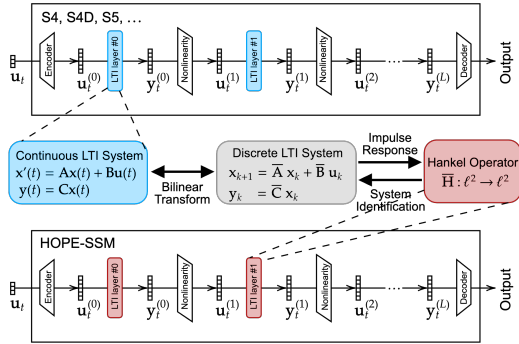 S4, S4D, S5, ...
Encoder
LTI layer #0
Nonlinearity
LTI layer #1
Nonlinearity
Decoder
Output
u_t u_t^(0) y_t^(0) u_t^(1) y_t^(1) u_t^(2) ...... y_t^(L)
Continuous LTI System
x′(t) = Ax(t) + Bu(t)
y(t) = Cx(t)
Bilinear
Transform
Discrete LTI System
x_{k+1} = A̅ x_k + B̅ u_k
y_k = C̅ x_k
Impulse
Response
System
Identification
Hankel Operator
H̅ : ℓ² → ℓ²
HOPE-SSM
Encoder
LTI layer #0
Nonlinearity
LTI layer #1
Nonlinearity
Decoder
Output
u_t u_t^(0) y_t^(0) u_t^(1) y_t^(1) u_t^(2) ...... y_t^(L)